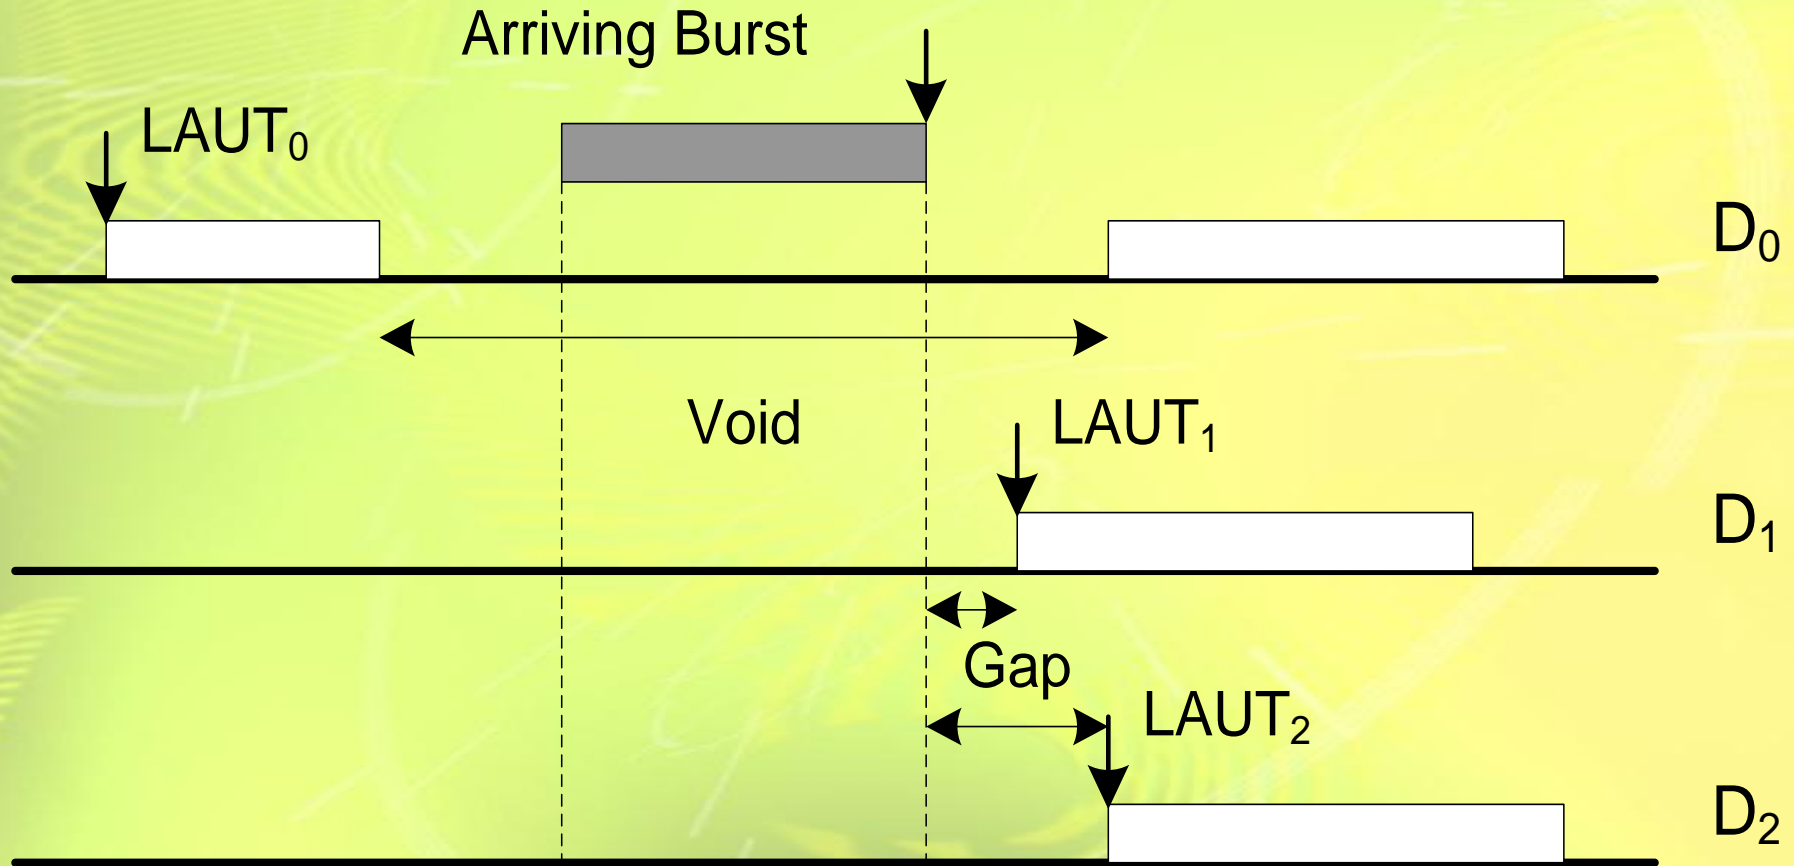 Arriving Burst
LAUT₀
D₀
Void
LAUT₁
D₁
Gap
LAUT₂
D₂